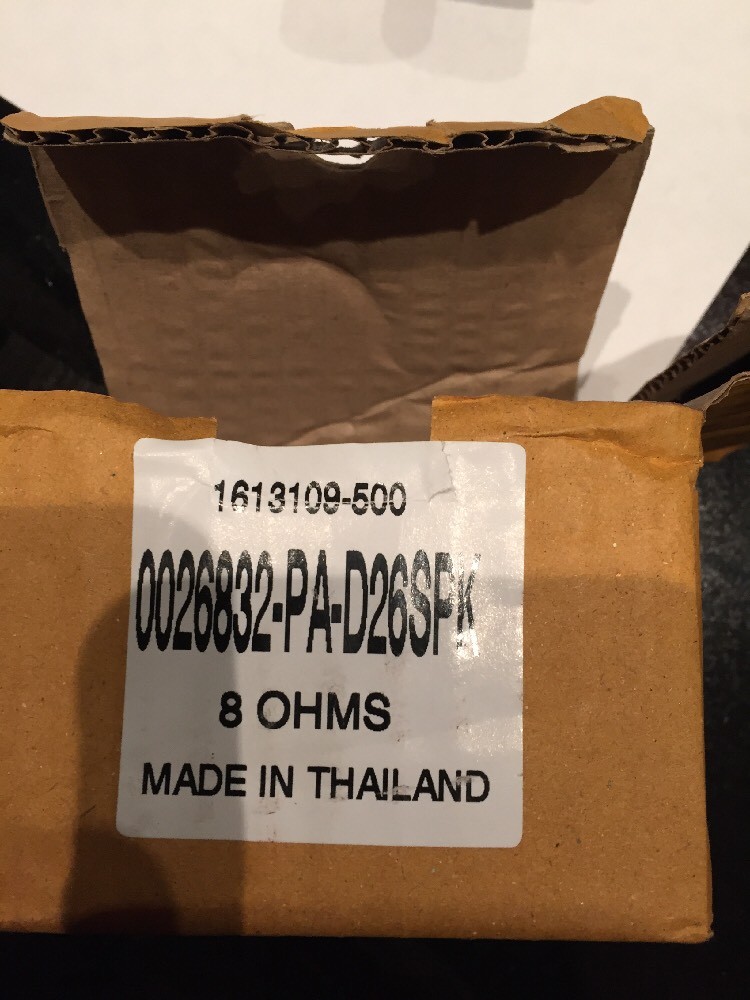 1613109-500
0026832-PA-D26SPK
8 OHMS
MADE IN THAILAND